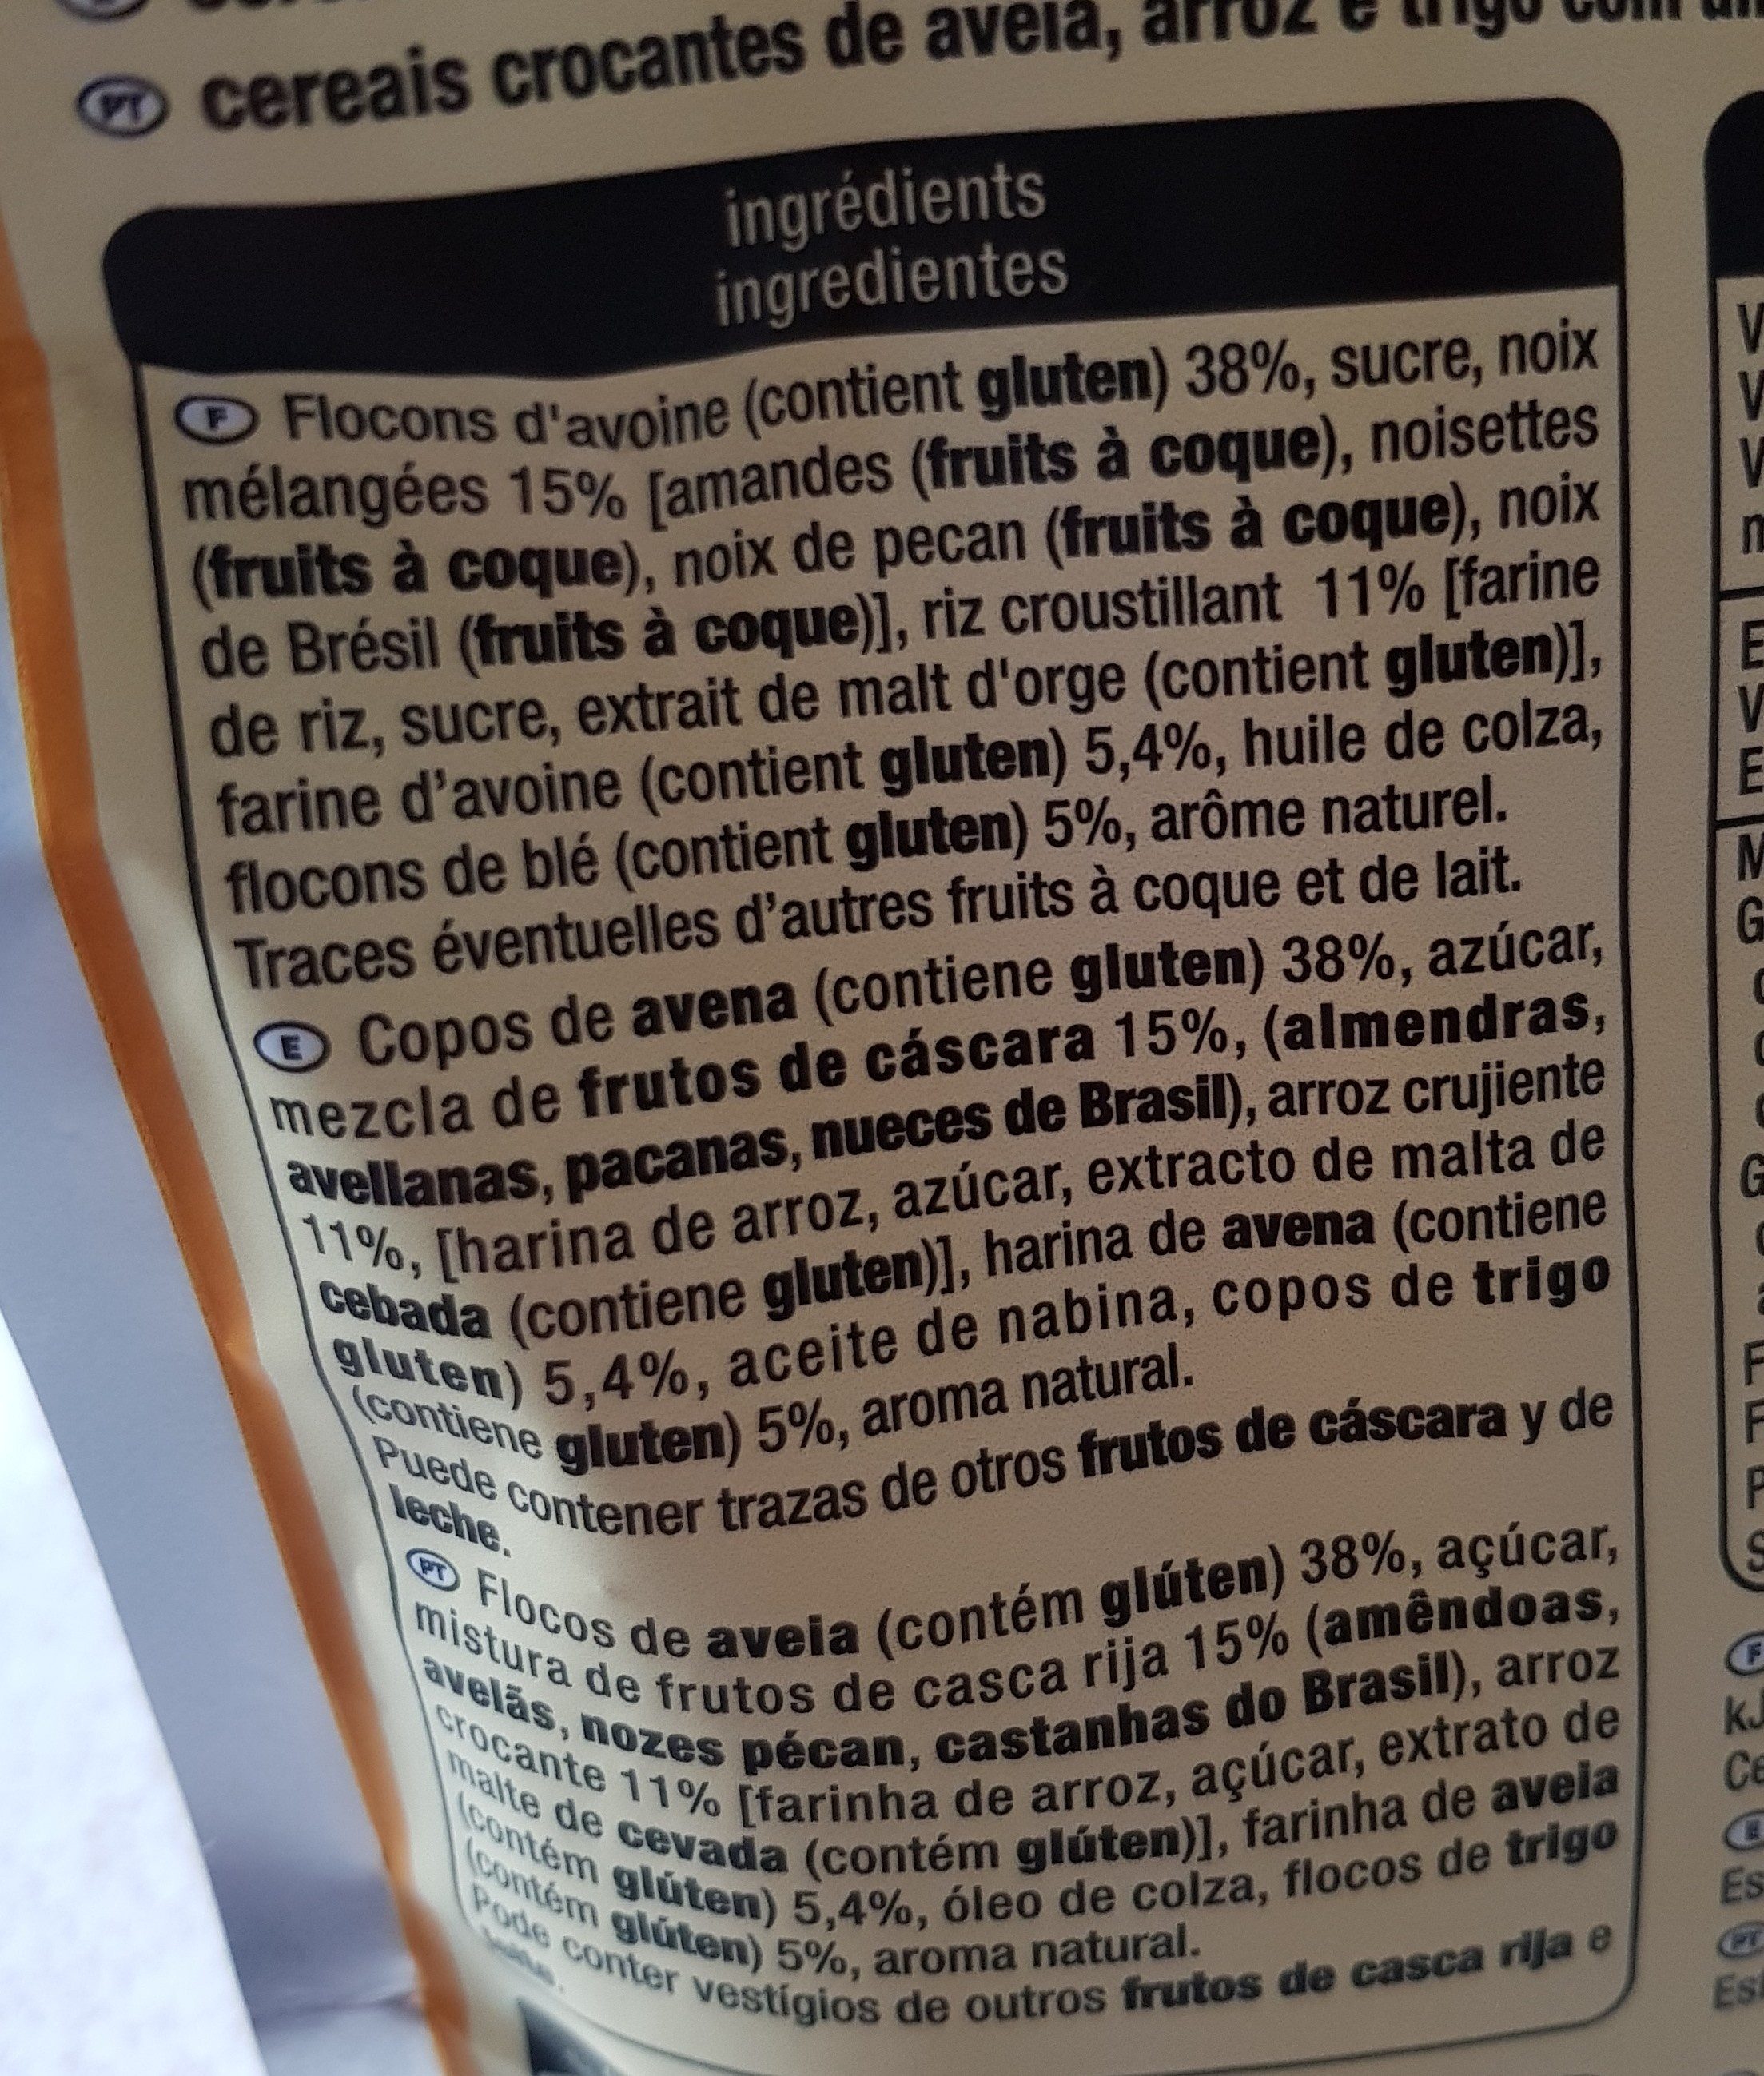 PT cereais crocantes de aveia, arroz e trigo com
ingrédients
ingredientes
F Flocons d'avoine (contient gluten) 38%, sucre, noix
mélangées 15% [amandes (fruits à coque), noisettes
(fruits à coque), noix de pecan (fruits à coque), noix
de Brésil (fruits à coque)], riz croustillant 11% [farine
de riz, sucre, extrait de malt d'orge (contient gluten)],
farine d'avoine (contient gluten) 5,4%, huile de colza,
flocons de blé (contient gluten) 5%, arôme naturel.
Traces éventuelles d'autres fruits à coque et de lait.
E Copos de avena (contiene gluten) 38%, azúcar,
mezcla de frutos de cáscara 15%, (almendras,
avellanas, pacanas, nueces de Brasil), arroz crujiente
11%, [harina de arroz, azúcar, extracto de malta de
cebada (contiene gluten)], harina de avena (contiene
gluten) 5,4%, aceite de nabina, copos de trigo
(contiene gluten) 5%, aroma natural.
Puede contener trazas de otros frutos de cáscara y de
leche.
PT Flocos de aveia (contém glúten) 38%, açúcar,
mistura de frutos de casca rija 15% (amêndoas,
avelãs, nozes pécan, castanhas do Brasil), arroz
crocante 11% [farinha de arroz, açúcar, extrato de
malte de cevada (contém glúten)], farinha de aveia
(contém glúten) 5,4%, óleo de colza, flocos de trigo
(contém glúten) 5%, aroma natural.
Pode conter vestígios de outros frutos de casca rija e